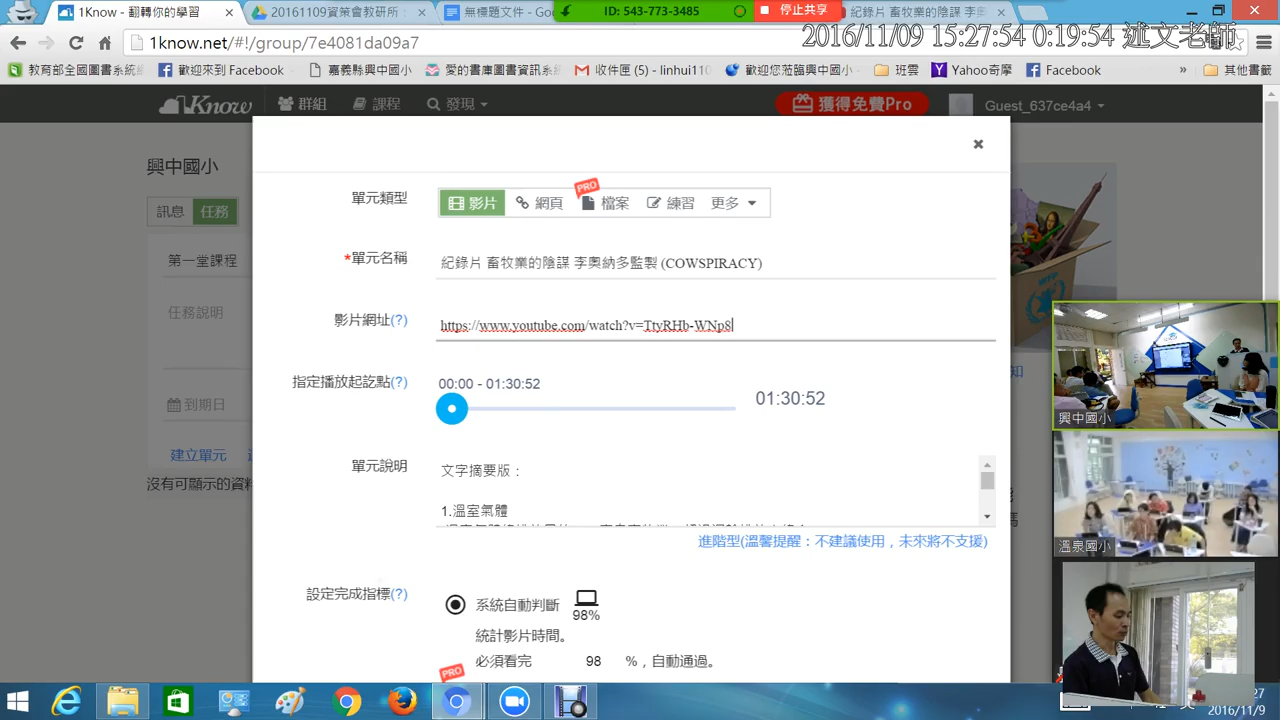 1Know - 翻轉你的學習
20161109資策會教研所：
無標題文件 - Goo
ID: 543-773-3485
停止共享
紀錄片 畜牧業的陰謀 李奧
1know.net/#!/group/7e4081da09a7
2016/11/09 15:27:54 0:19:54 述文老師
教育部全國圖書系統
歡迎來到 Facebook
嘉義縣興中國小
愛的書庫圖書資訊系統
收件匣 (5) - linhui110
歡迎您蒞臨興中國小
班雲
Yahoo奇摩
Facebook
»
其他書籤
1Know
群組
課程
發現
獲得免費Pro
Guest_637ce4a4
興中國小
訊息
任務
第一堂課程
任務說明
到期日
建立單元
沒有可顯示的資料
單元類型
影片
網頁
PRO
檔案
練習
更多
*單元名稱
紀錄片 畜牧業的陰謀 李奧納多監製 (COWSPIRACY)
影片網址(?)
https://www.youtube.com/watch?v=TtyRHb-WNp8
指定播放起訖點(?)
00:00 - 01:30:52
01:30:52
單元說明
文字摘要版：
1.溫室氣體
進階型(溫馨提醒：不建議使用，未來將不支援)
設定完成指標(?)
系統自動判斷
98%
統計影片時間。
必須看完 98 %，自動通過。
PRO
WFP
知
興中國小
溫泉國小
2016/11/9